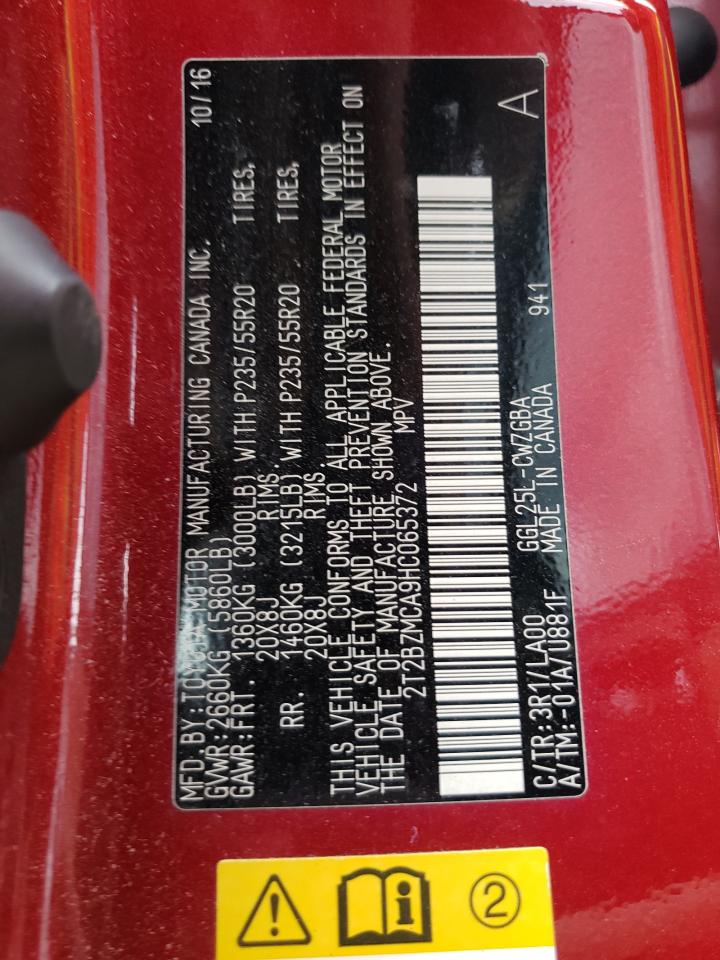 MFD.BY:TOYOTA MOTOR MANUFACTURING CANADA INC. 10/16
GVWR:2660KG (5860LB)
GAWR:FRT. 1360KG (3000LB) WITH P235/55R20 TIRES,
20X8J RIMS,
RR. 1460KG (3215LB) WITH P235/55R20 TIRES,
20X8J RIMS.
THIS VEHICLE CONFORMS TO ALL APPLICABLE FEDERAL MOTOR
VEHICLE SAFETY AND THEFT PREVENTION STANDARDS IN EFFECT ON
THE DATE OF MANUFACTURE SHOWN ABOVE.
2T2BZMCA9HC065372 MPV
A
C/TR:3R1/LA00 GGL25L-CWZGBA 941
A/TM:-01A/0881F MADE IN CANADA
2